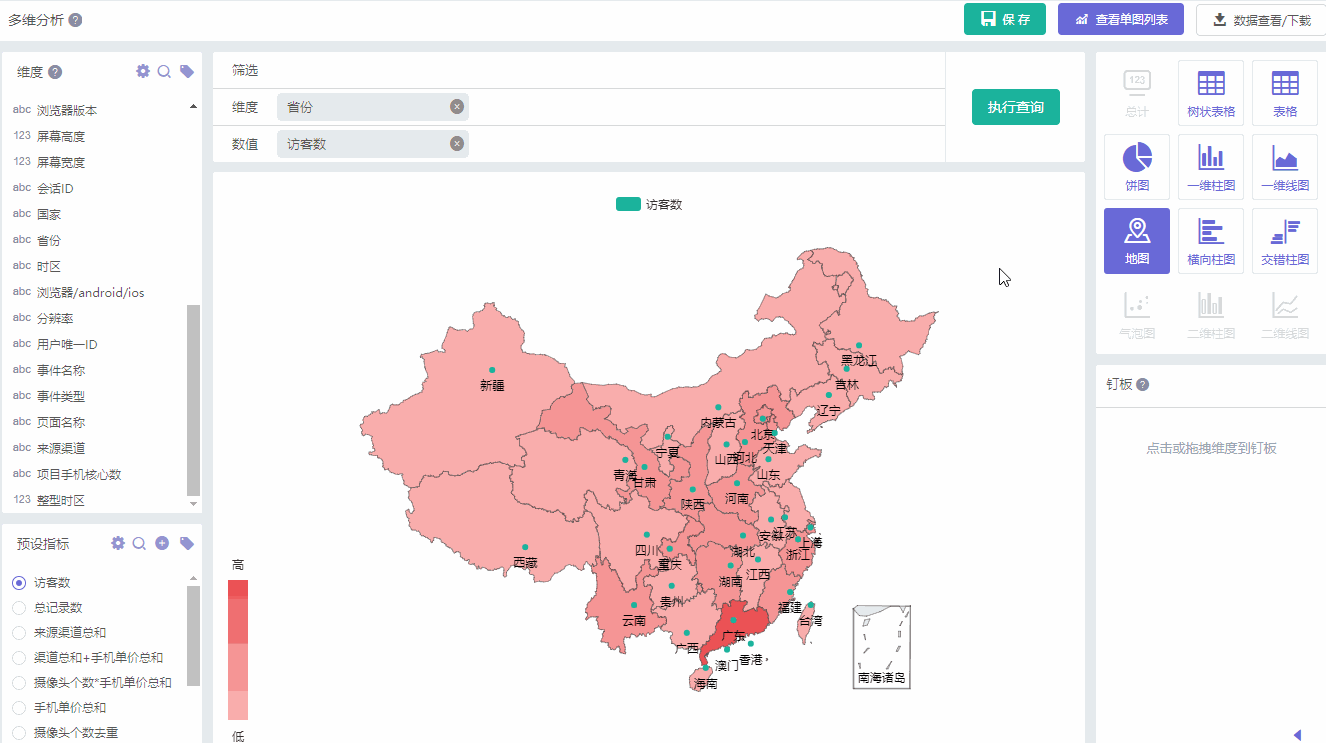 多维分析 ?
保存
查看单图列表
数据查看/下载
维度 ?
abc 浏览器版本
123 屏幕高度
123 屏幕宽度
abc 会话ID
abc 国家
abc 省份
abc 时区
abc 浏览器/android/ios
abc 分辨率
abc 用户唯一ID
abc 事件名称
abc 事件类型
abc 页面名称
abc 来源渠道
abc 项目手机核心数
123 整型时区
预设指标
访客数
总记录数
来源渠道总和
渠道总和+手机单价总和
摄像头个数*手机单价总和
手机单价总和
摄像头个数去重
筛选
维度 省份
数值 访客数
执行查询
访客数
黑龙江
吉林
新疆
辽宁
内蒙古
北京
天津
宁夏
山西
河北
青海
甘肃
山东
陕西
河南
安徽
江苏
上海
四川
湖北
浙江
西藏
重庆
江西
湖南
贵州
福建
云南
台湾
广东
广西
香港
澳门
海南
南海诸岛
高
低
123
总计
树状表格
表格
饼图
一维柱图
一维线图
地图
横向柱图
交错柱图
气泡图
二维柱图
二维线图
钉板 ?
点击或拖拽维度到钉板